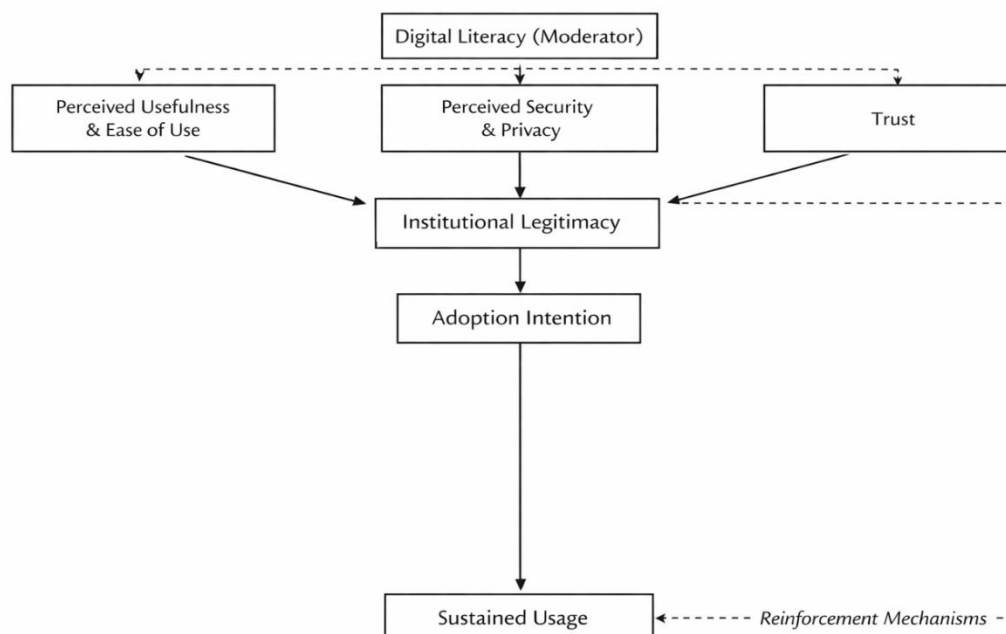 Digital Literacy (Moderator)
Perceived Usefulness
& Ease of Use
Perceived Security
& Privacy
Trust
Institutional Legitimacy
Adoption Intention
Sustained Usage
Reinforcement Mechanisms